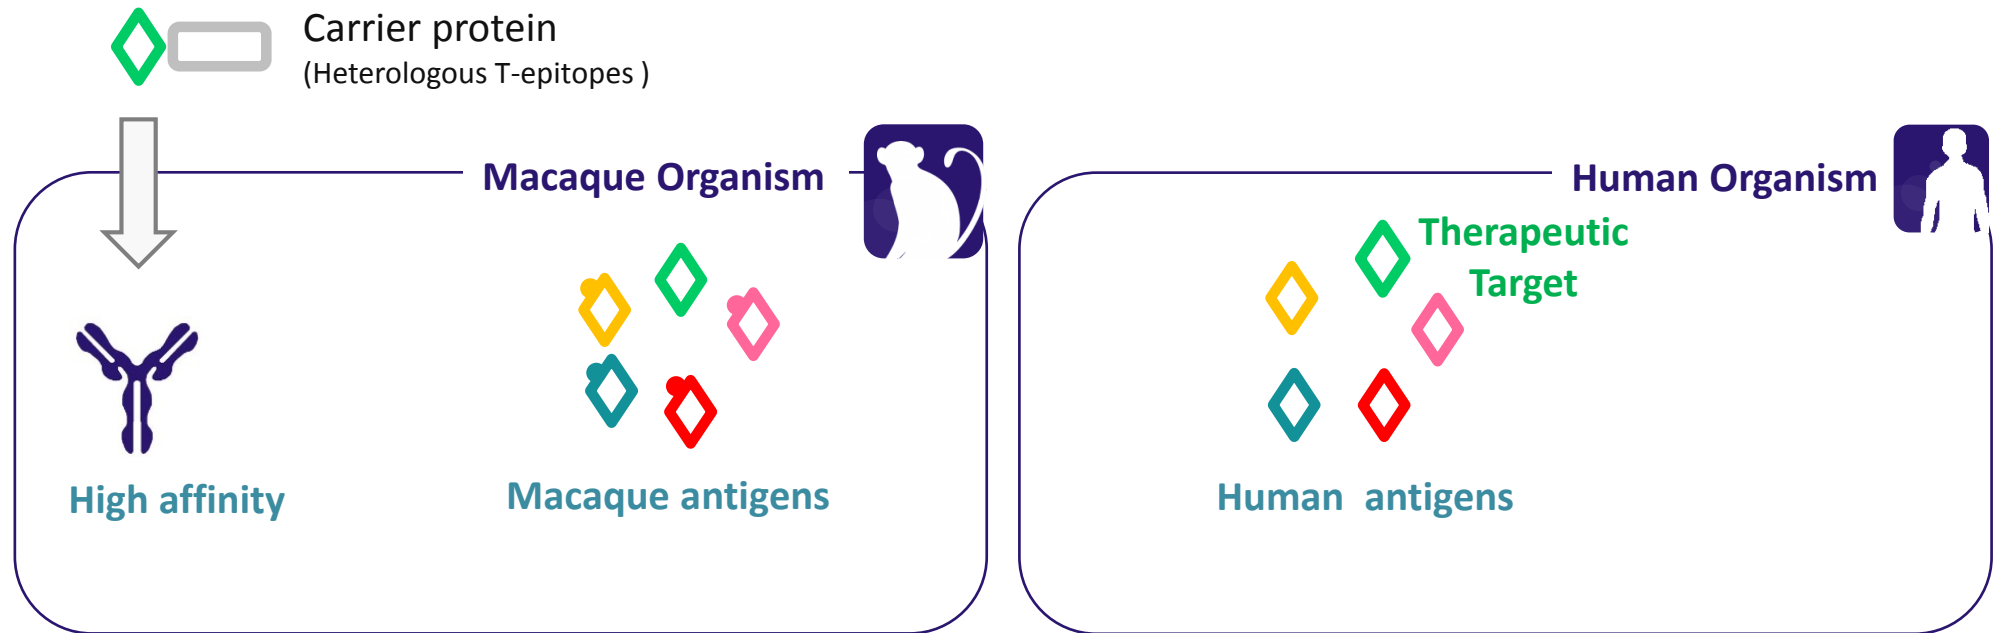 Carrier protein
(Heterologous T-epitopes )
Macaque Organism
High affinity
Macaque antigens
Human Organism
Therapeutic
Target
Human  antigens